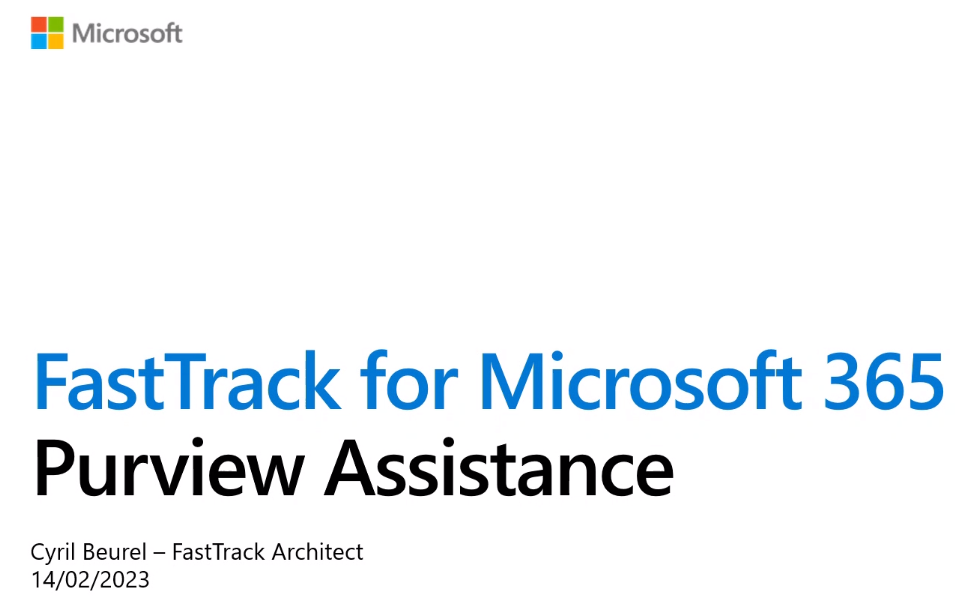 Microsoft
FastTrack for Microsoft 365
Purview Assistance
Cyril Beurel – FastTrack Architect
14/02/2023